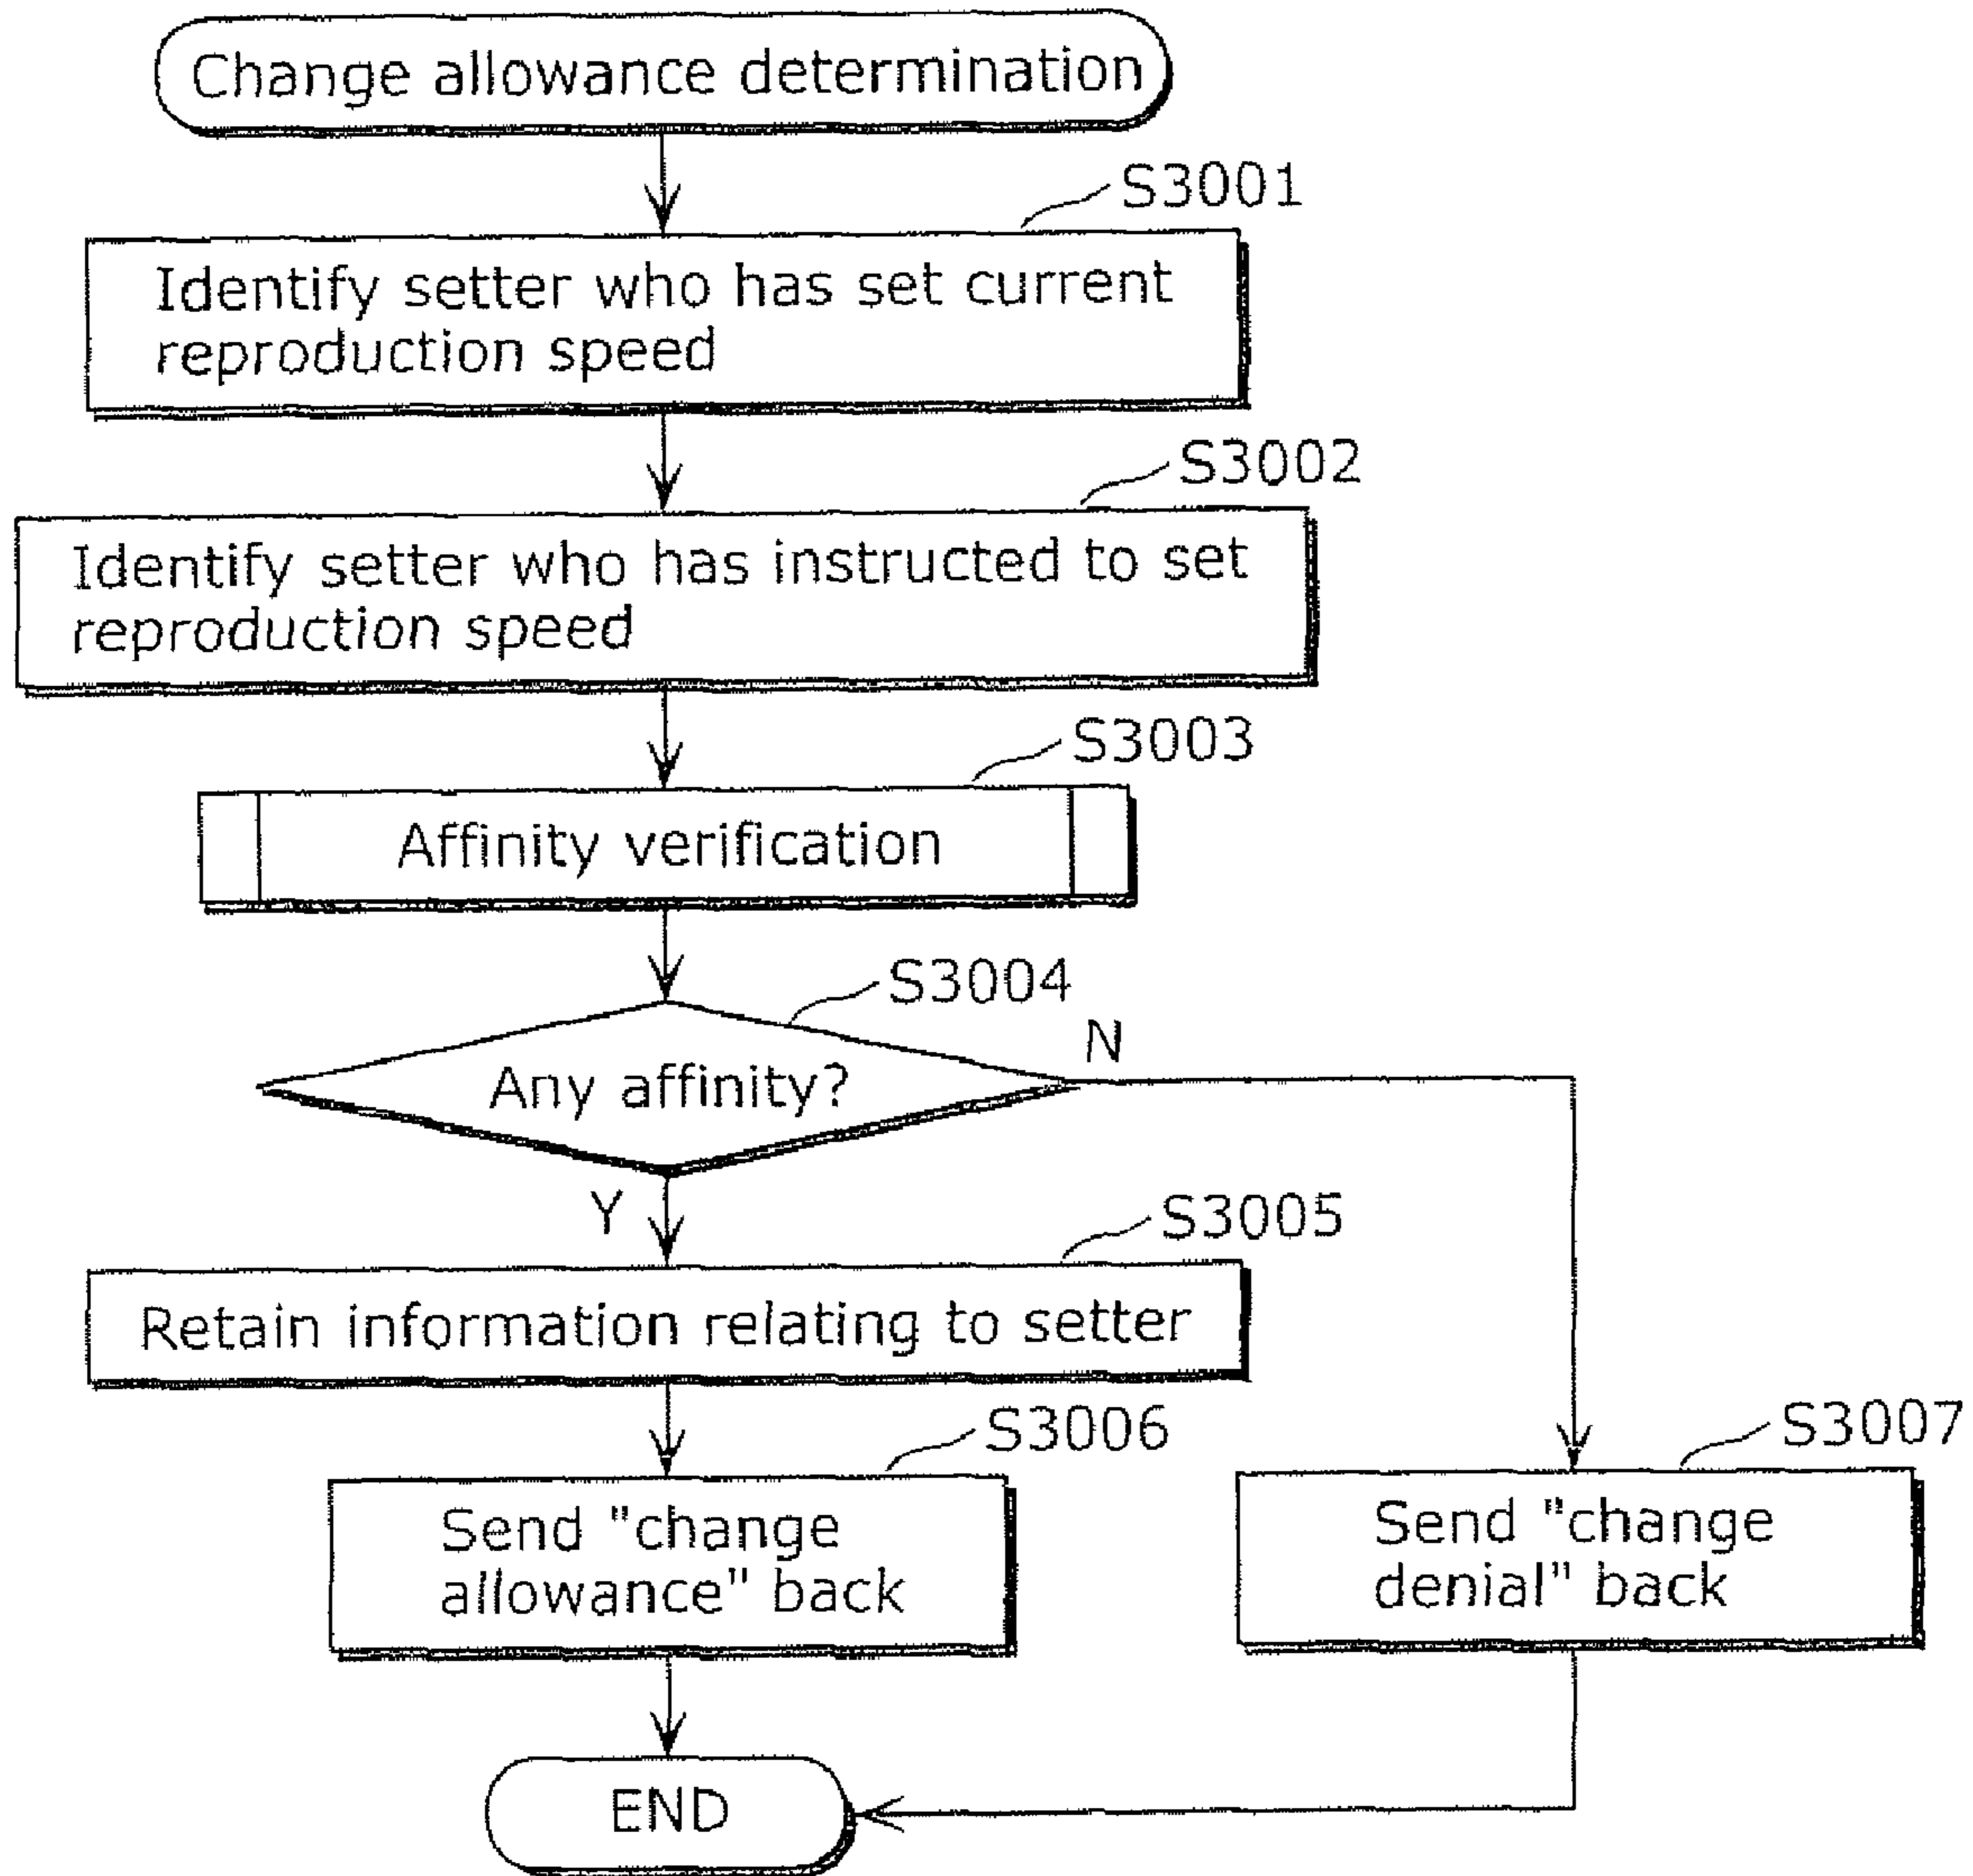 Change allowance determination
S3001
Identify setter who has set current
reproduction speed
S3002
Identify setter who has instructed to set
reproduction speed
S3003
Affinity verification
S3004
Any affinity?
N
Y
S3005
Retain information relating to setter
S3006
Send "change
allowance" back
S3007
Send "change
denial" back
END